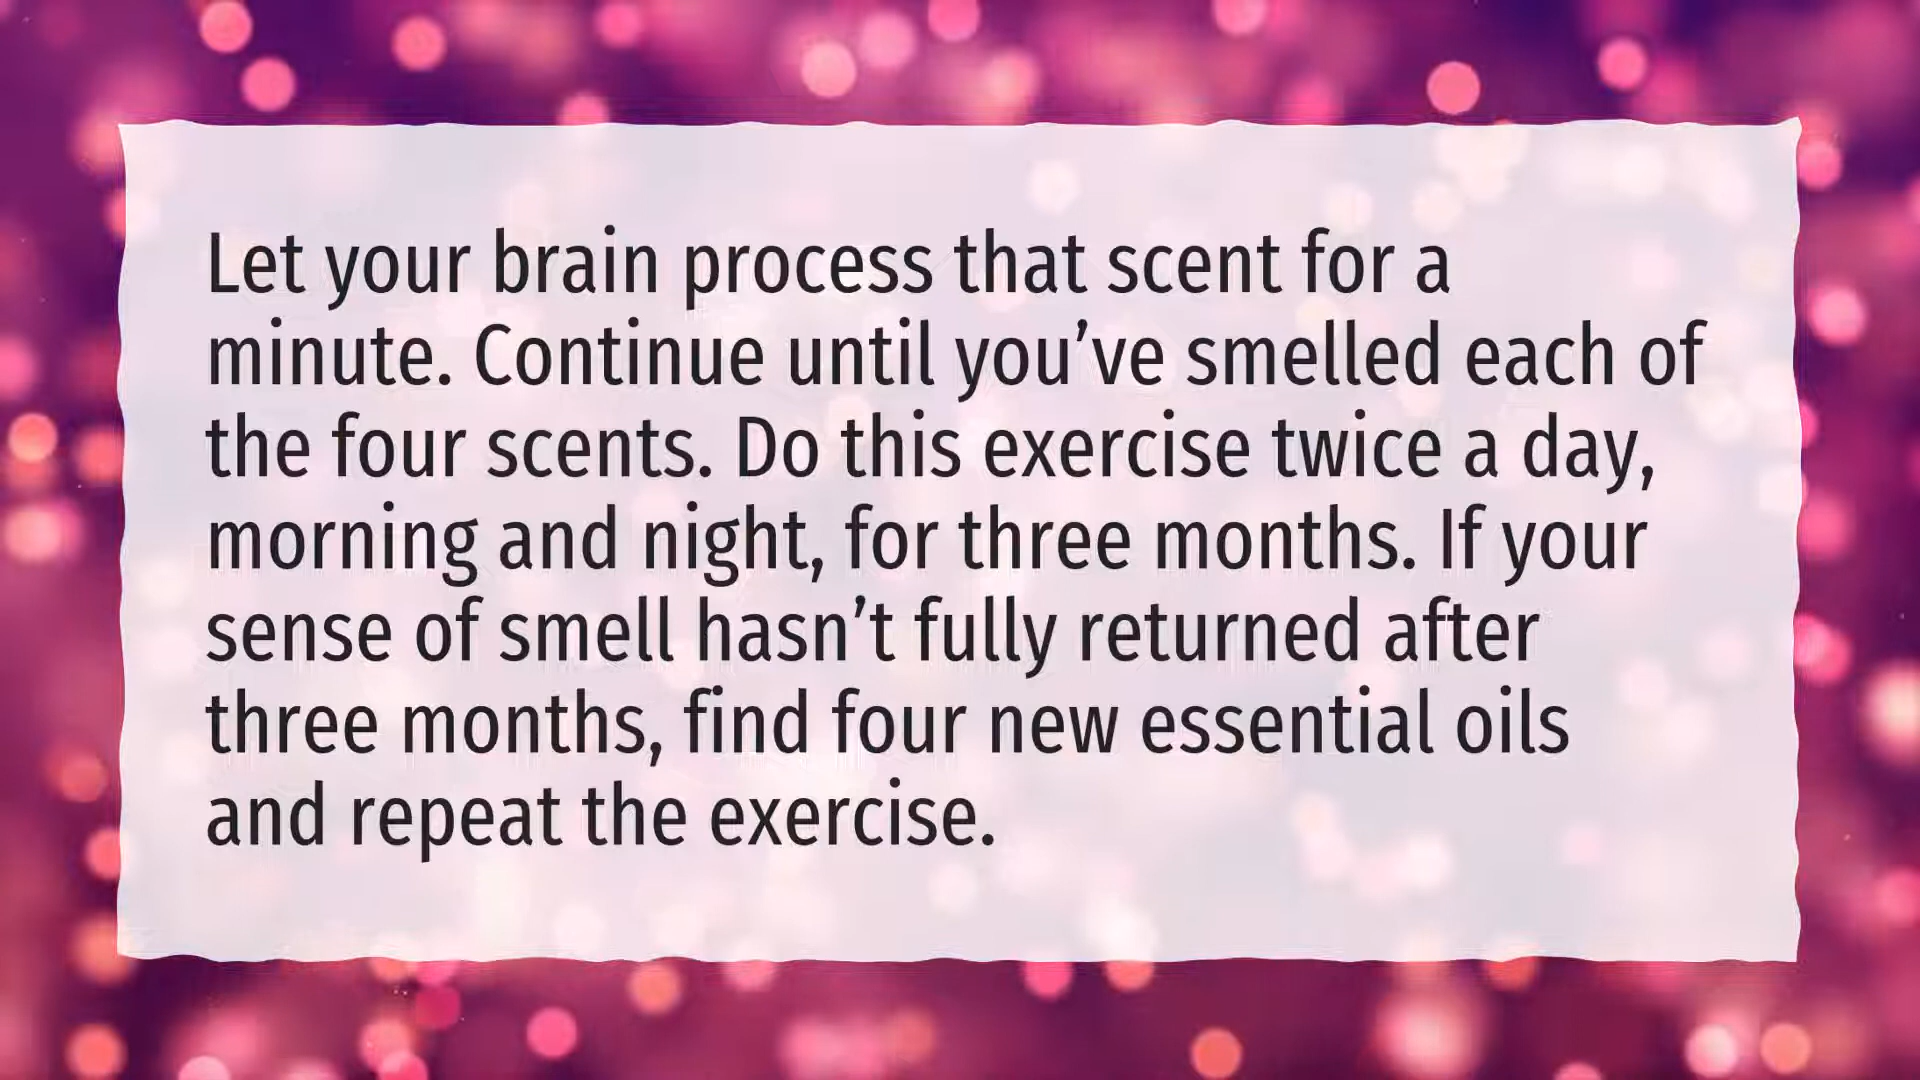 Let your brain process that scent for a
minute. Continue until you’ve smelled each of
the four scents. Do this exercise twice a day,
morning and night, for three months. If your
sense of smell hasn’t fully returned after
three months, find four new essential oils
and repeat the exercise.